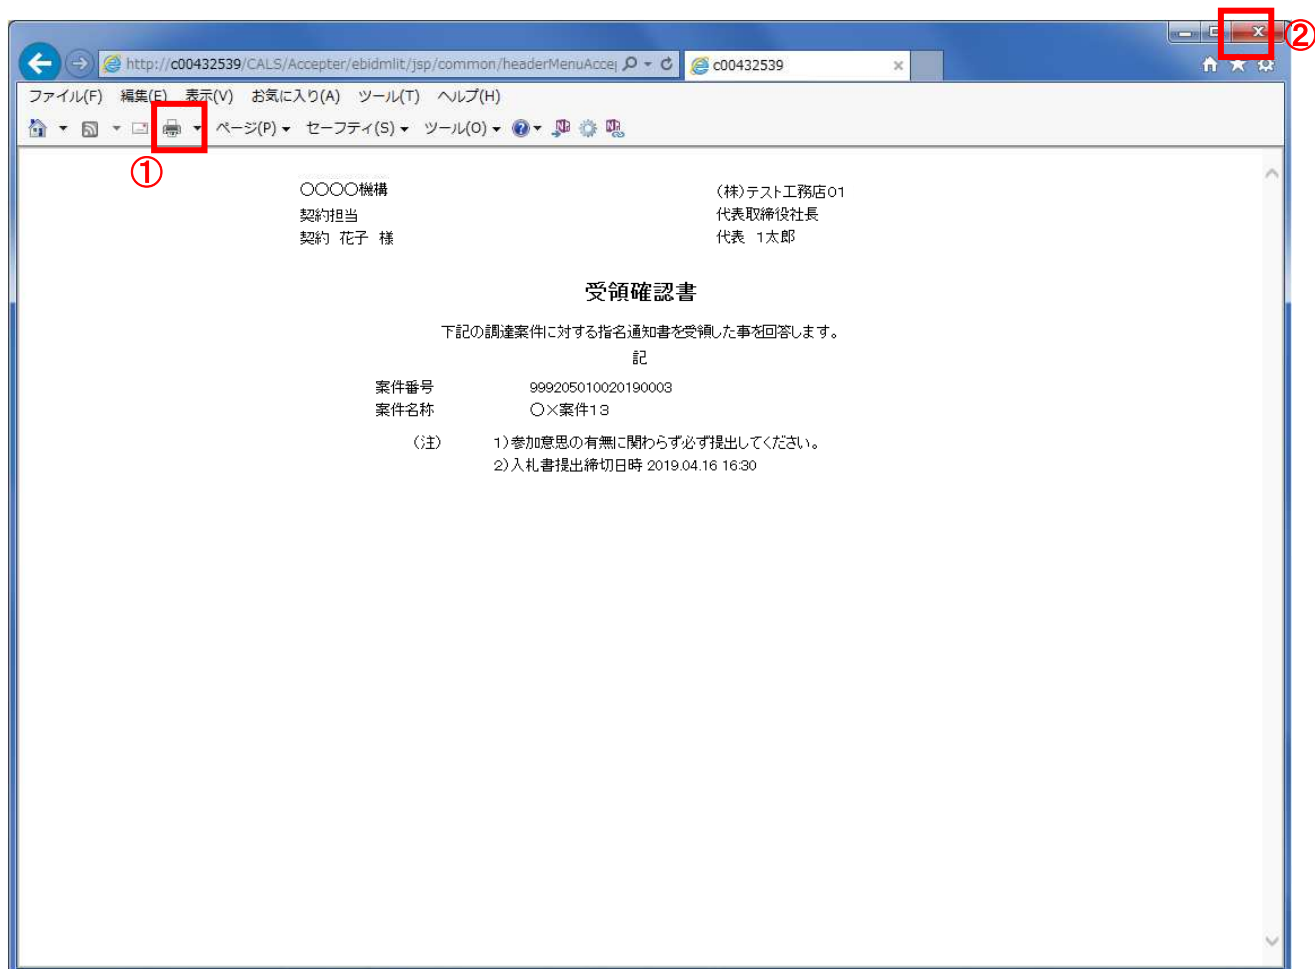 ②
http://c00432539/CALS/Accepter/ebidmlit/jsp/common/headerMenuAccej
c00432539
ファイル(F) 編集(E) 表示(V) お気に入り(A) ツール(T) ヘルプ(H)
ページ(P) セーフティ(S) ツール(O)
①
〇〇〇〇機構
(株)テスト工務店01
契約担当
代表取締役社長
契約 花子 様
代表 1太郎
受領確認書
下記の調達案件に対する指名通知書を受領した事を回答します。
記
案件番号 999205010020190003
案件名称 〇×案件13
(注) 1)参加意思の有無に関わらず必ず提出してください。
2)入札書提出締切日時 2019.04.16 16:30